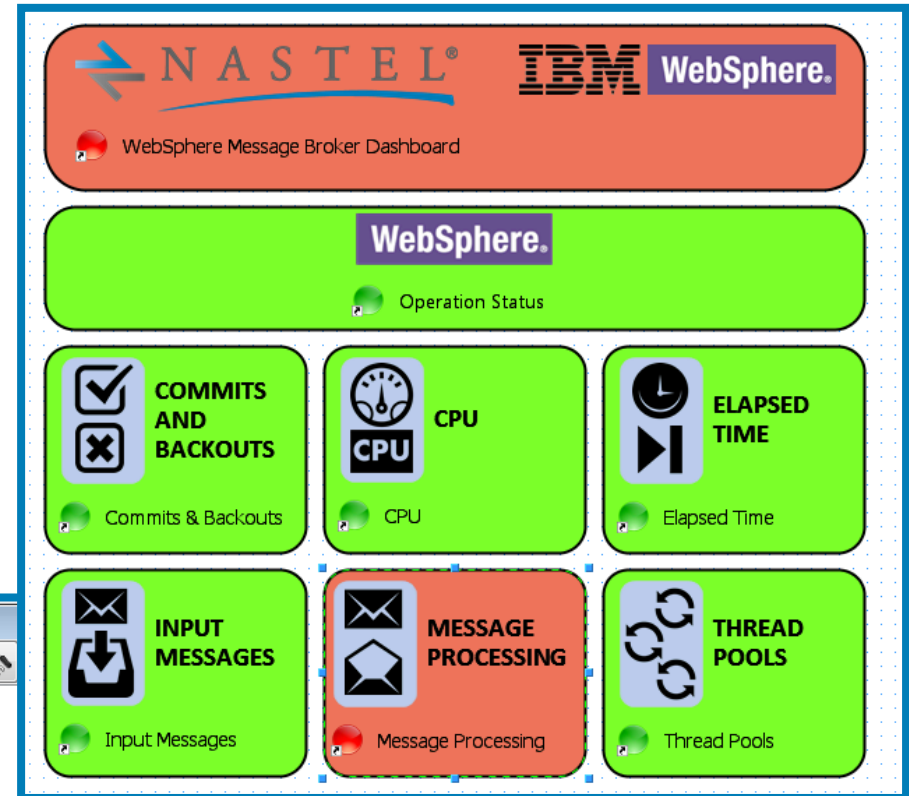 NASTEL®
IBM WebSphere®
WebSphere Message Broker Dashboard
WebSphere®
Operation Status
COMMITS
AND
BACKOUTS
Commits & Backouts
CPU
CPU
CPU
ELAPSED
TIME
Elapsed Time
INPUT
MESSAGES
Input Messages
MESSAGE
PROCESSING
Message Processing
THREAD
POOLS
Thread Pools